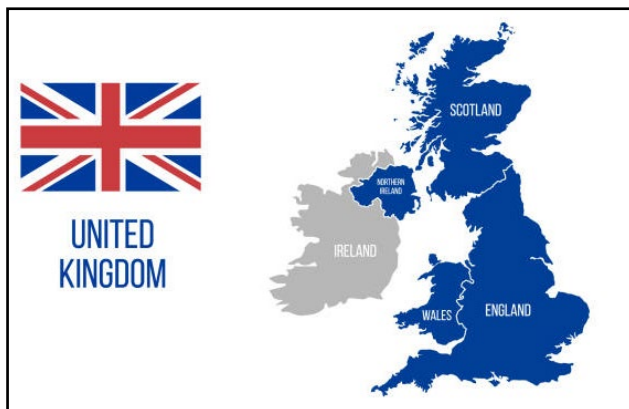 UNITED
KINGDOM
SCOTLAND
NORTHERN
IRELAND
IRELAND
WALES
ENGLAND